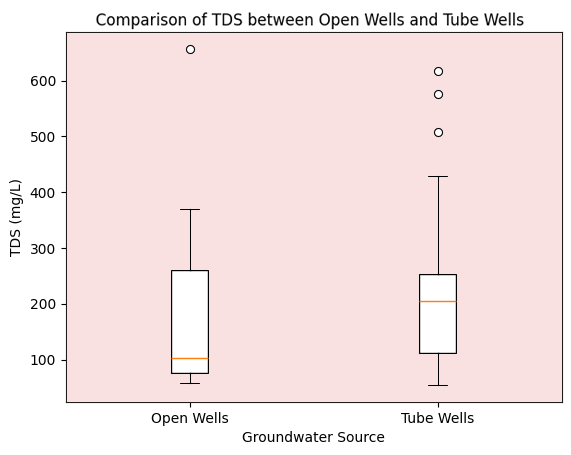 Comparison of TDS between Open Wells and Tube Wells
600
500
400
300
200
100
TDS (mg/L)
Open Wells
Tube Wells
Groundwater Source